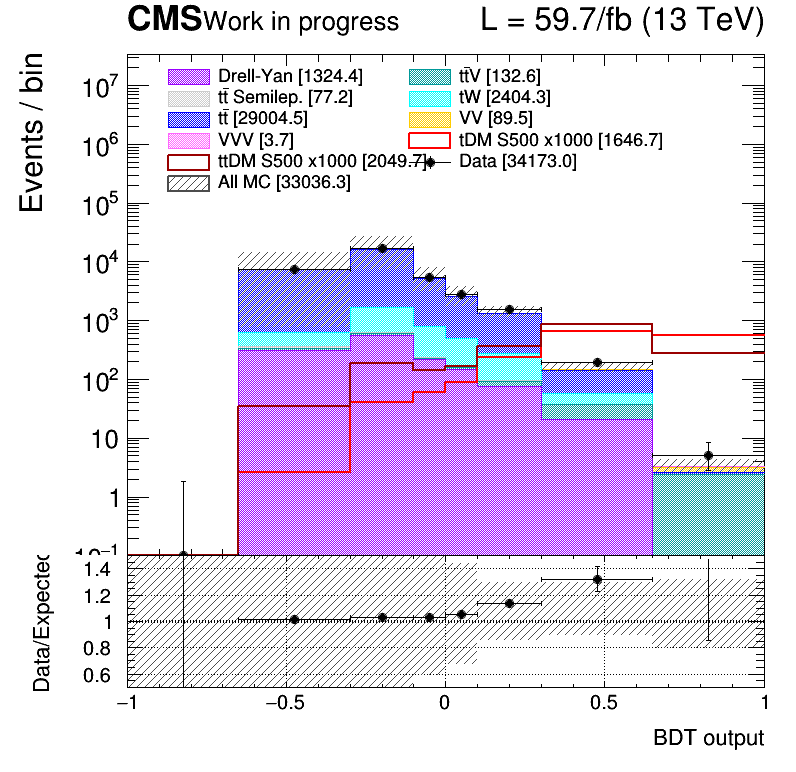 CMS Work in progress L = 59.7/fb (13 TeV)
Events / bin
Drell-Yan [1324.4] tt̄V [132.6]
tt̄ Semilep. [77.2] tW [2404.3]
tt̄ [29004.5] VV [89.5]
VVV [3.7] tDM S500 x1000 [1646.7]
ttDM S500 x1000 [2049.7] Data [34173.0]
All MC [33036.3]
10⁷
10⁶
10⁵
10⁴
10³
10²
10
1
10⁻¹
Data/Expected
1.4
1.2
1
0.8
0.6
−1 −0.5 0 0.5 1
BDT output